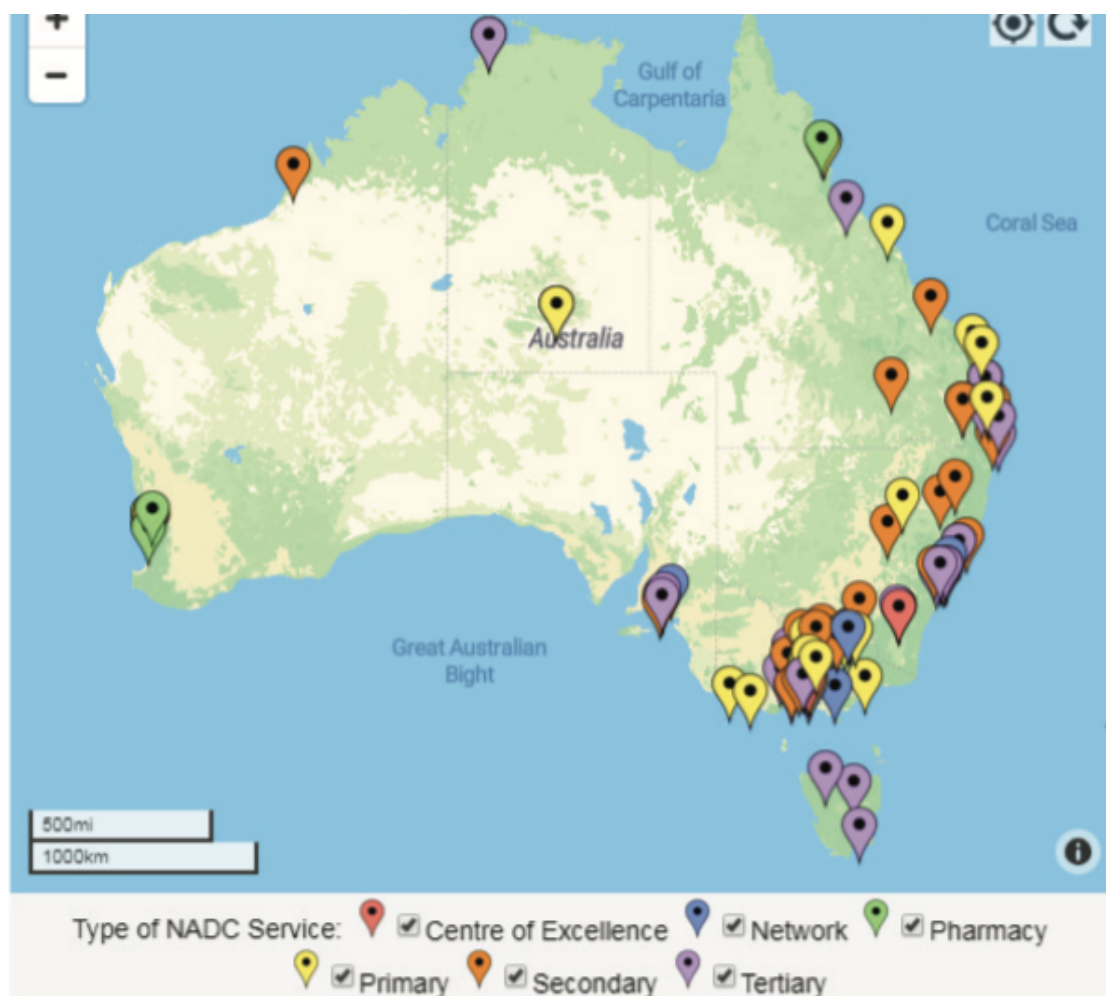 +
−
Gulf of
Carpentaria
Coral Sea
Australia
Great Australian
Bight
500mi
1000km
Type of NADC Service: Centre of Excellence Network Pharmacy
Primary Secondary Tertiary